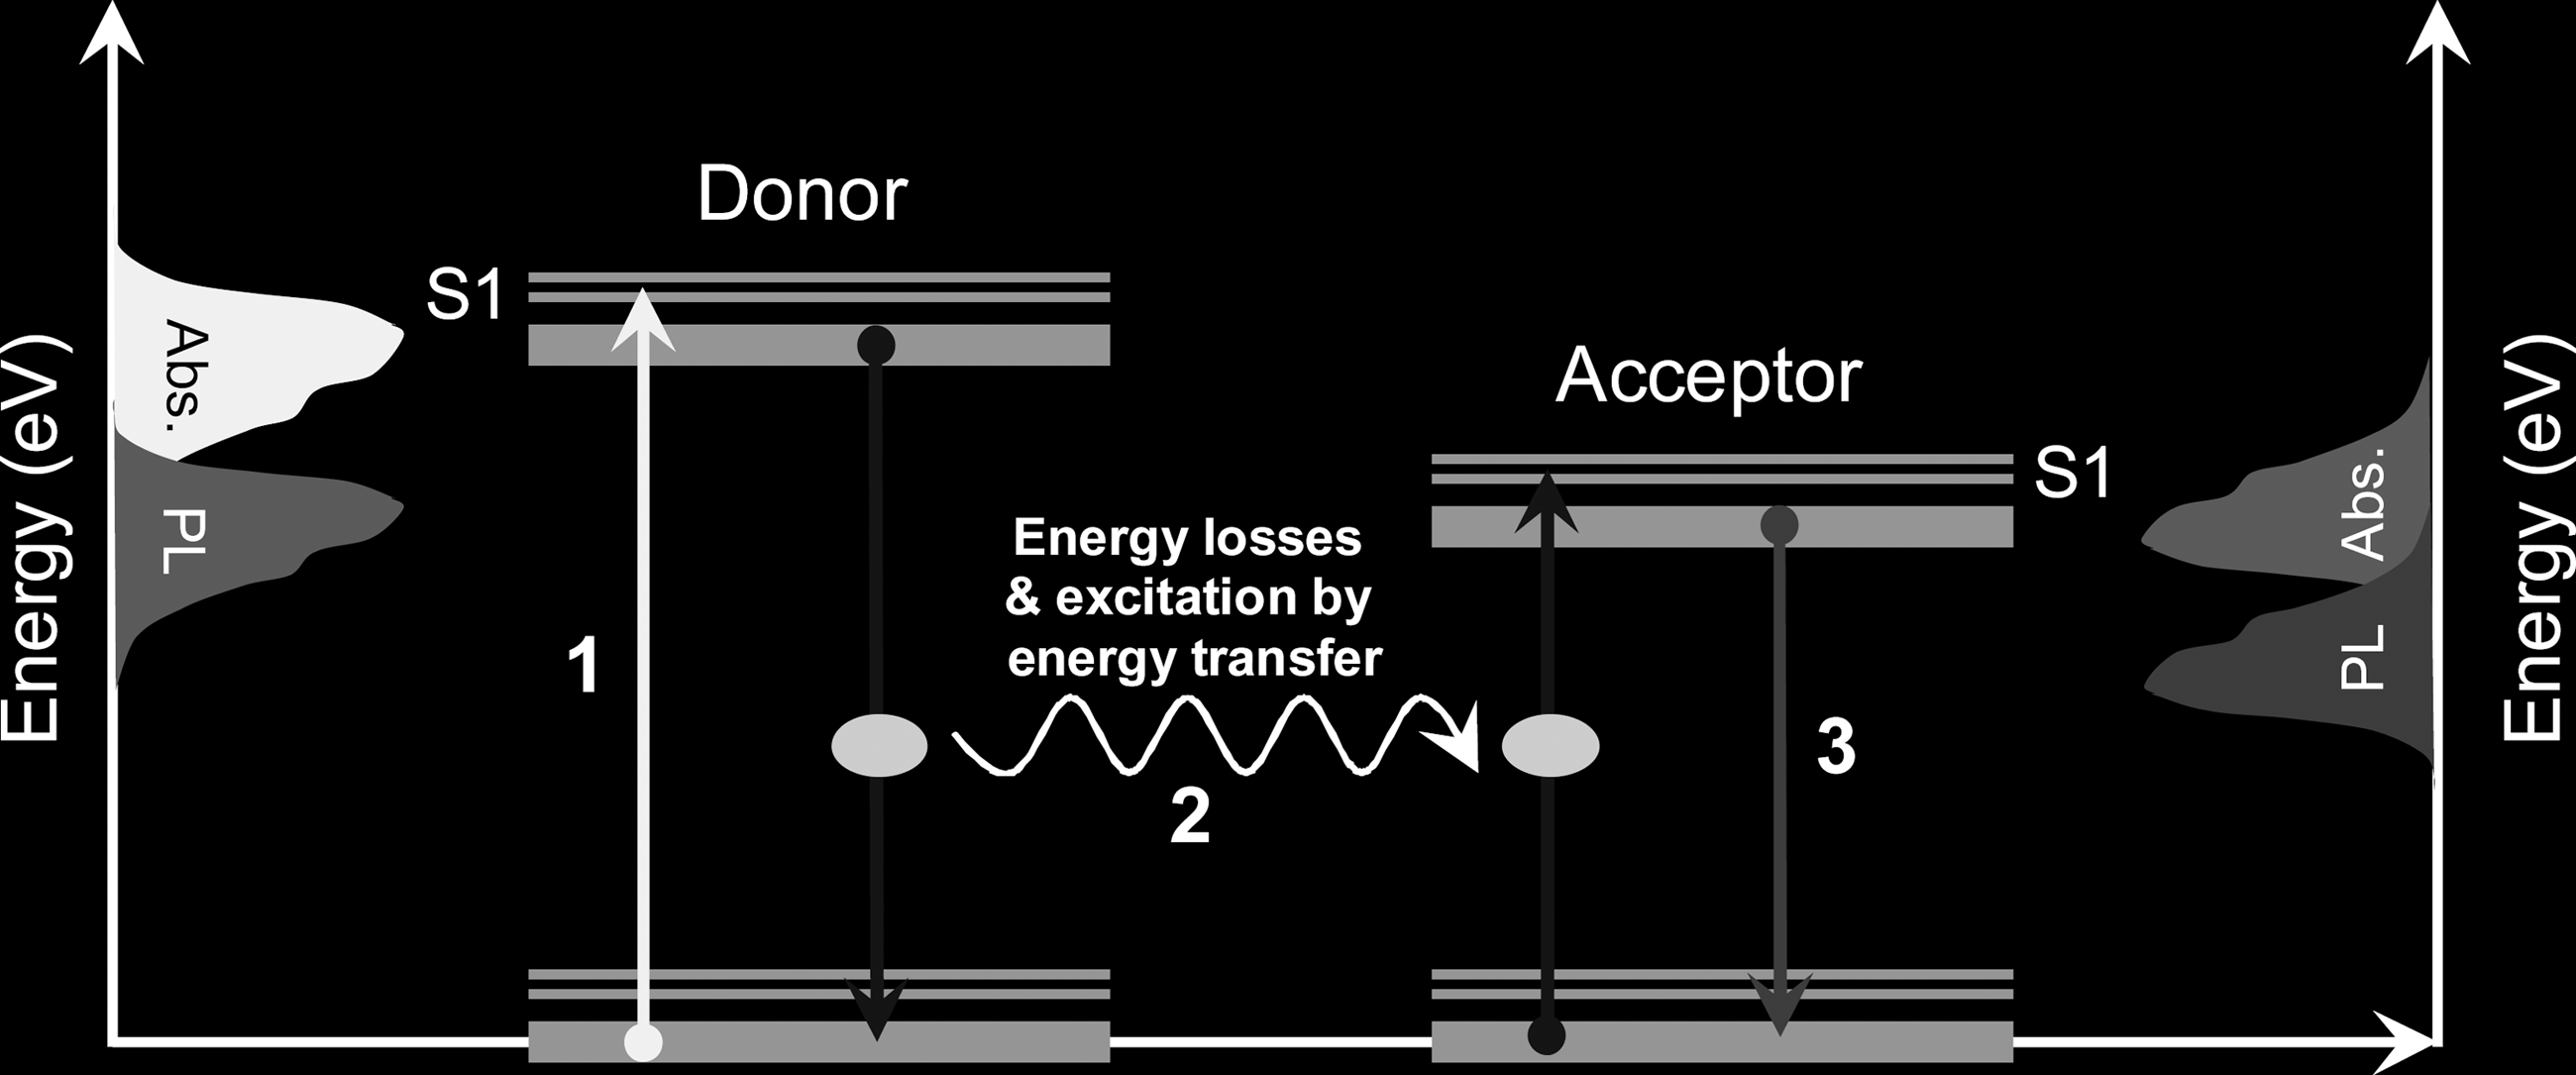 Donor
S1
Abs.
PL
Energy (eV)
1
Energy losses
& excitation by
energy transfer
2
Acceptor
S1
3
Abs.
PL
Energy (eV)